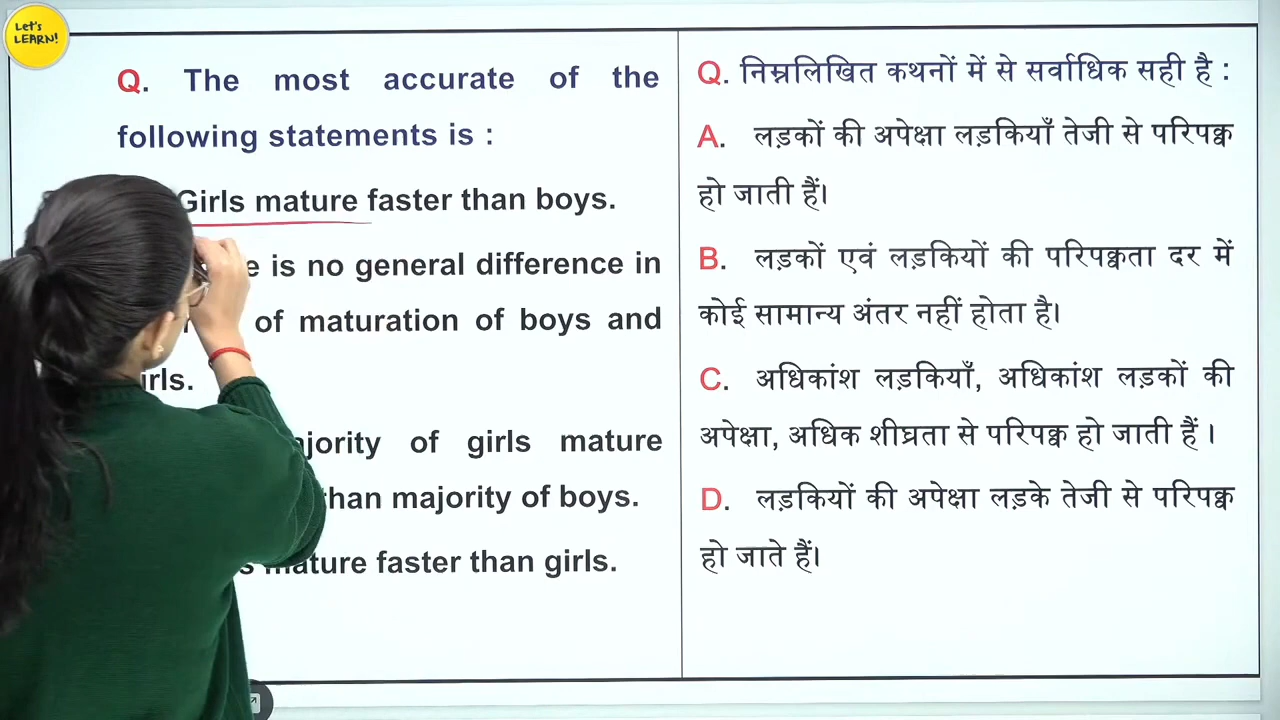 Let's
LEARN!
Q. The most accurate of the
following statements is :
Girls mature faster than boys.
is no general difference in
of maturation of boys and
of girls mature
than majority of boys.
mature faster than girls.
Q. निम्नलिखित कथनों में से सर्वाधिक सही है :
A. लड़कों की अपेक्षा लड़कियाँ तेजी से परिपक्व
हो जाती हैं।
B. लड़कों एवं लड़कियों की परिपक्वता दर में
कोई सामान्य अंतर नहीं होता है।
C. अधिकांश लड़कियाँ, अधिकांश लड़कों की
अपेक्षा, अधिक शीघ्रता से परिपक्व हो जाती हैं ।
D. लड़कियों की अपेक्षा लड़के तेजी से परिपक्व
हो जाते हैं।